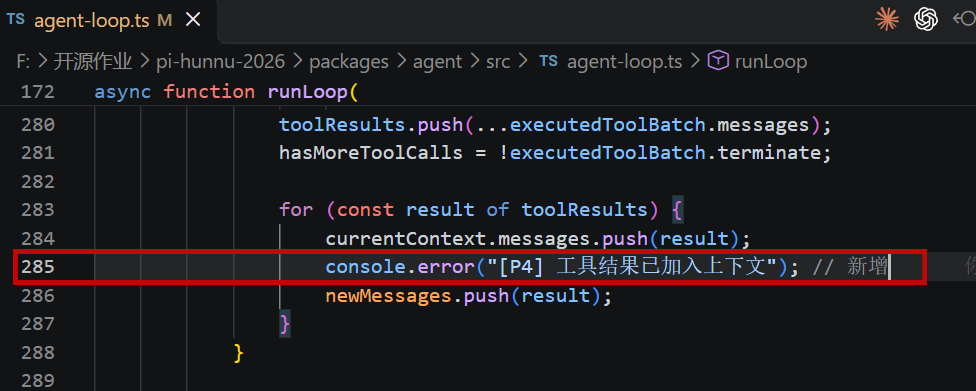 TS agent-loop.ts M ×
F: > 开源作业 > pi-hunnu-2026 > packages > agent > src > TS agent-loop.ts > runLoop
172 async function runLoop(
280 toolResults.push(...executedToolBatch.messages);
281 hasMoreToolCalls = !executedToolBatch.terminate;
282
283 for (const result of toolResults) {
284 currentContext.messages.push(result);
285 console.error("[P4] 工具结果已加入上下文"); // 新增
286 newMessages.push(result);
287 }
288 }
289